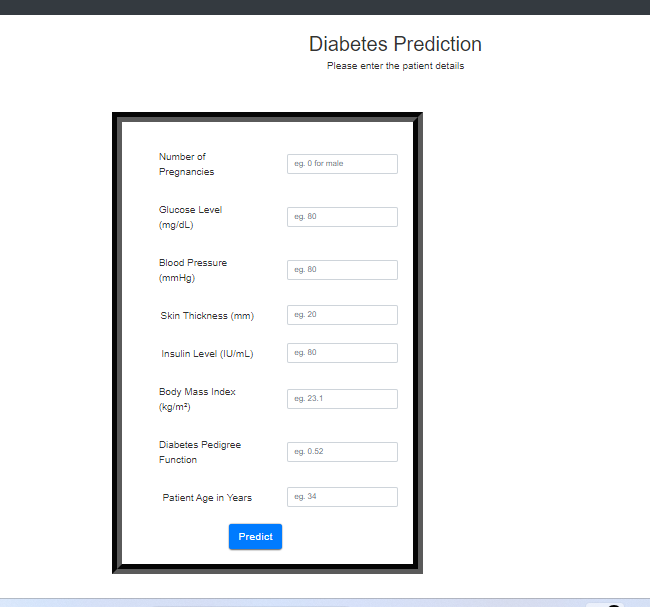 Diabetes Prediction
Please enter the patient details
Number of
Pregnancies
eg. 0 for male
Glucose Level
(mg/dL)
eg. 80
Blood Pressure
(mmHg)
eg. 80
Skin Thickness (mm)
eg. 20
Insulin Level (IU/mL)
eg. 80
Body Mass Index
(kg/m²)
eg. 23.1
Diabetes Pedigree
Function
eg. 0.52
Patient Age in Years
eg. 34
Predict